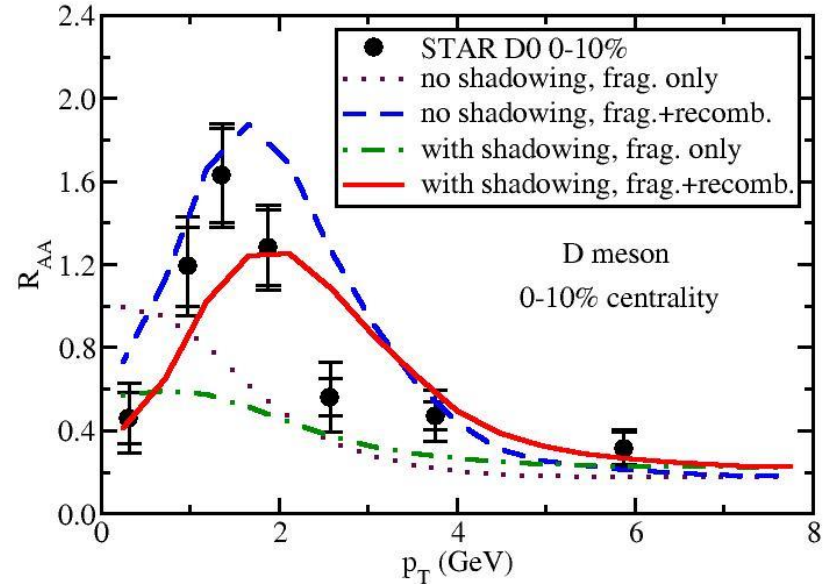 2.4
2.0
1.6
1.2
0.8
0.4
0.0
R_AA
STAR D0 0-10%
no shadowing, frag. only
no shadowing, frag.+recomb.
with shadowing, frag. only
with shadowing, frag.+recomb.
D meson
0-10% centrality
0 2 4 6 8
p_T (GeV)